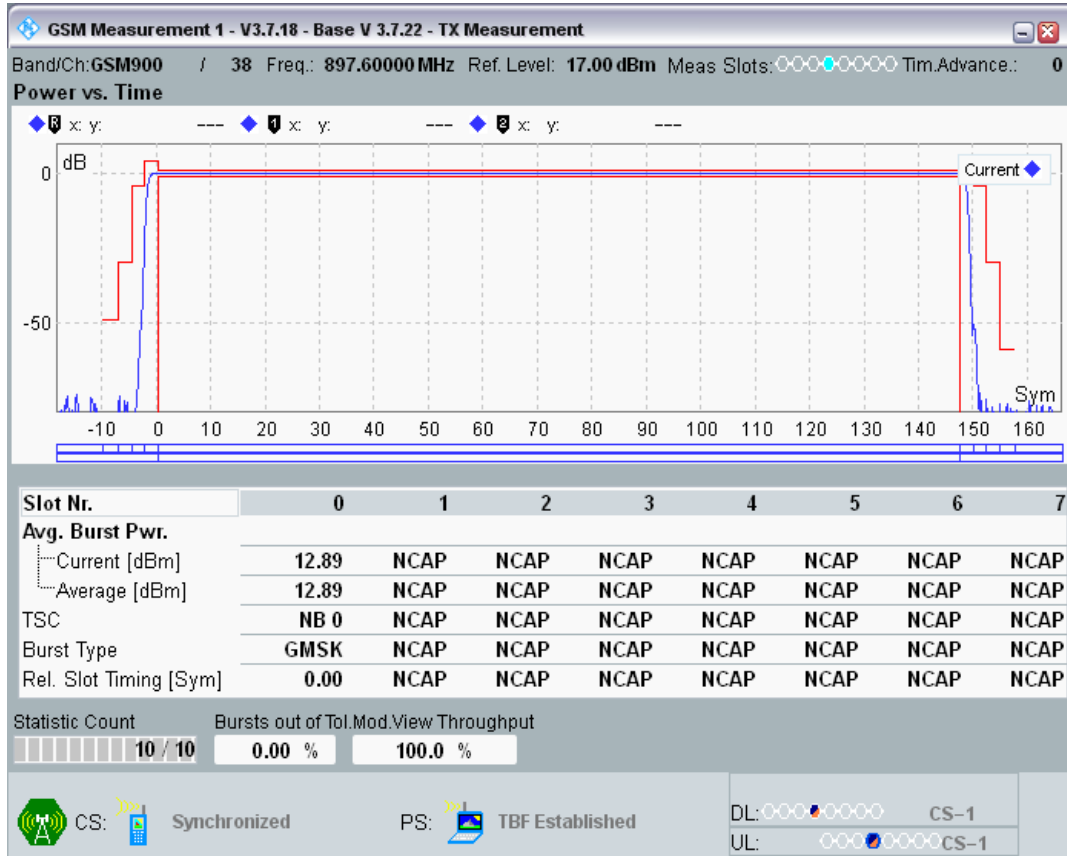 GSM Measurement 1 - V3.7.18 - Base V 3.7.22 - TX Measurement
Band/Ch:GSM900 / 38 Freq.: 897.60000 MHz Ref. Level: 17.00 dBm Meas Slots: Tim.Advance.: 0
Power vs. Time
R x: y: --- 1 x: y: --- 2 x: y: ---
dB
Current
0
-50
Sym
-10 0 10 20 30 40 50 60 70 80 90 100 110 120 130 140 150 160
Slot Nr. 0 1 2 3 4 5 6 7
Avg. Burst Pwr.
Current [dBm] 12.89 NCAP NCAP NCAP NCAP NCAP NCAP NCAP
Average [dBm] 12.89 NCAP NCAP NCAP NCAP NCAP NCAP NCAP
TSC NB 0 NCAP NCAP NCAP NCAP NCAP NCAP NCAP
Burst Type GMSK NCAP NCAP NCAP NCAP NCAP NCAP NCAP
Rel. Slot Timing [Sym] 0.00 NCAP NCAP NCAP NCAP NCAP NCAP NCAP
Statistic Count Bursts out of Tol.Mod.View Throughput
10 / 10 0.00 % 100.0 %
CS: Synchronized PS: TBF Established
DL: CS-1
UL: CS-1